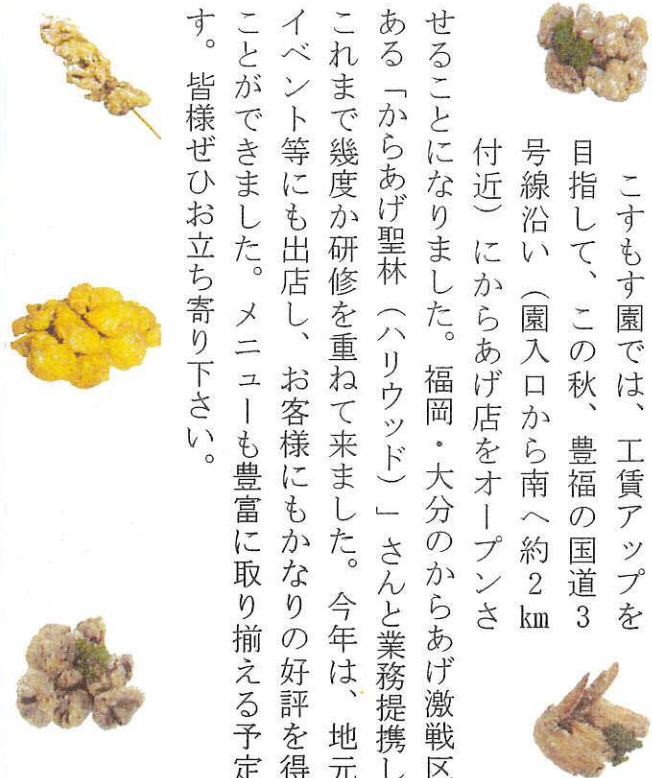 こすもす園では、工賃アップを
目指して、この秋、豊福の国道3
号線沿い（園入口から南へ約2km
付近）にからあげ店をオープンさ
せることになりました。福岡・大分のからあげ激戦区
ある「からあげ聖林（ハリウッド）」さんと業務提携し
これまで幾度か研修を重ねて来ました。今年は、地元
イベント等にも出店し、お客様にもかなりの好評を得
ことができました。メニューも豊富に取り揃える予定
す。皆様ぜひお立ち寄り下さい。